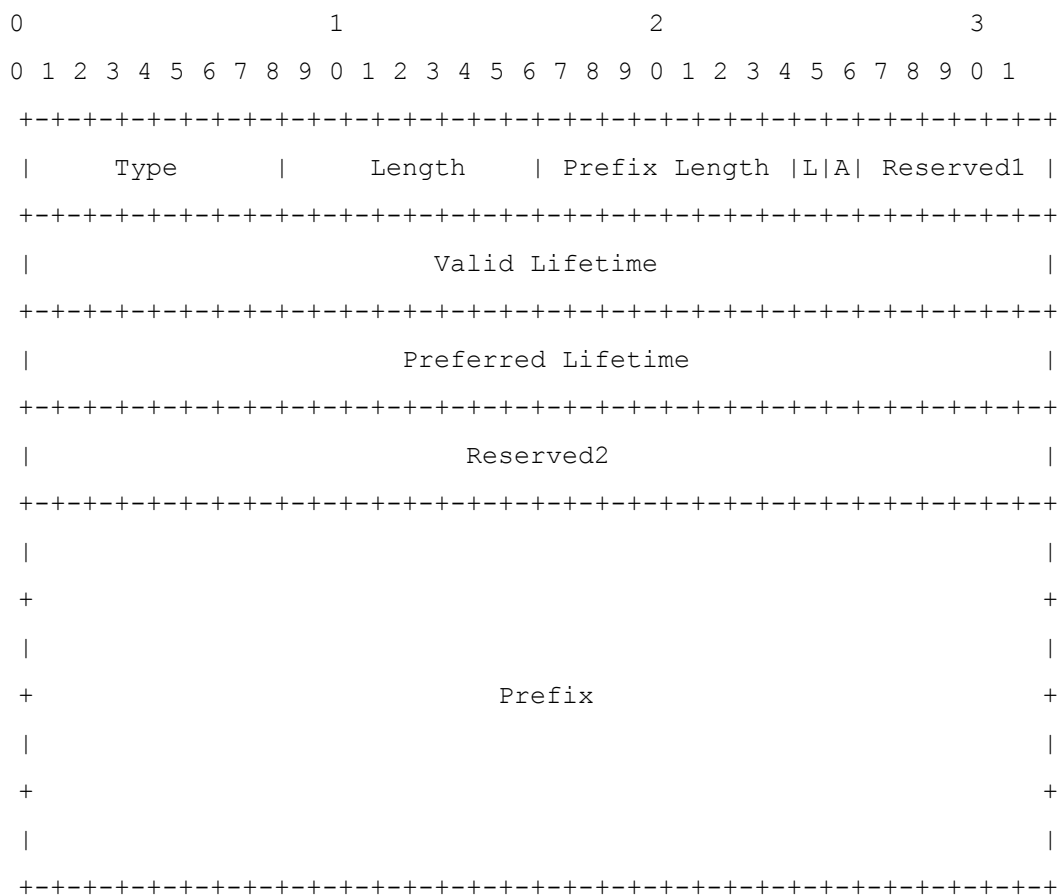 0                   1                   2                   3
0 1 2 3 4 5 6 7 8 9 0 1 2 3 4 5 6 7 8 9 0 1 2 3 4 5 6 7 8 9 0 1
+-+-+-+-+-+-+-+-+-+-+-+-+-+-+-+-+-+-+-+-+-+-+-+-+-+-+-+-+-+-+-+-+
|     Type      |     Length    | Prefix Length |L|A| Reserved1 |
+-+-+-+-+-+-+-+-+-+-+-+-+-+-+-+-+-+-+-+-+-+-+-+-+-+-+-+-+-+-+-+-+
|                         Valid Lifetime                        |
+-+-+-+-+-+-+-+-+-+-+-+-+-+-+-+-+-+-+-+-+-+-+-+-+-+-+-+-+-+-+-+-+
|                       Preferred Lifetime                      |
+-+-+-+-+-+-+-+-+-+-+-+-+-+-+-+-+-+-+-+-+-+-+-+-+-+-+-+-+-+-+-+-+
|                           Reserved2                           |
+-+-+-+-+-+-+-+-+-+-+-+-+-+-+-+-+-+-+-+-+-+-+-+-+-+-+-+-+-+-+-+-+
|                                                               |
+                                                               +
|                                                               |
+                             Prefix                            +
|                                                               |
+                                                               +
|                                                               |
+-+-+-+-+-+-+-+-+-+-+-+-+-+-+-+-+-+-+-+-+-+-+-+-+-+-+-+-+-+-+-+-+